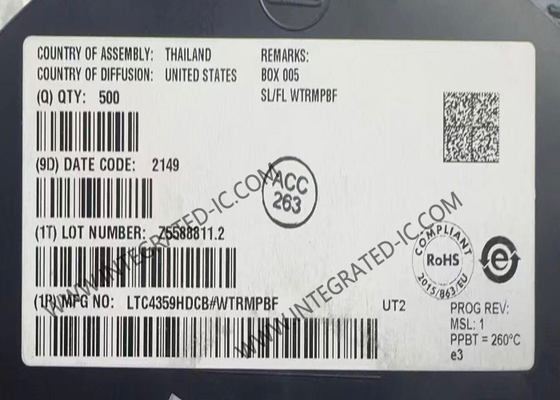 COUNTRY OF ASSEMBLY: THAILAND
COUNTRY OF DIFFUSION: UNITED STATES
REMARKS:
BOX 005
SL/FL WTRMPBF
(Q) QTY: 500
(9D) DATE CODE: 2149
ACC
263
(1T) LOT NUMBER: Z5588811.2
COMPLIANT
RoHS
2015/863/EU
e
(1P) MFG NO: LTC4359HDCB#WTRMPBF
UT2
PROG REV:
MSL: 1
PPBT = 260°C
e3
WWW.INTEGRATED-IC.COM
WWW.INTEGRATED-IC.COM